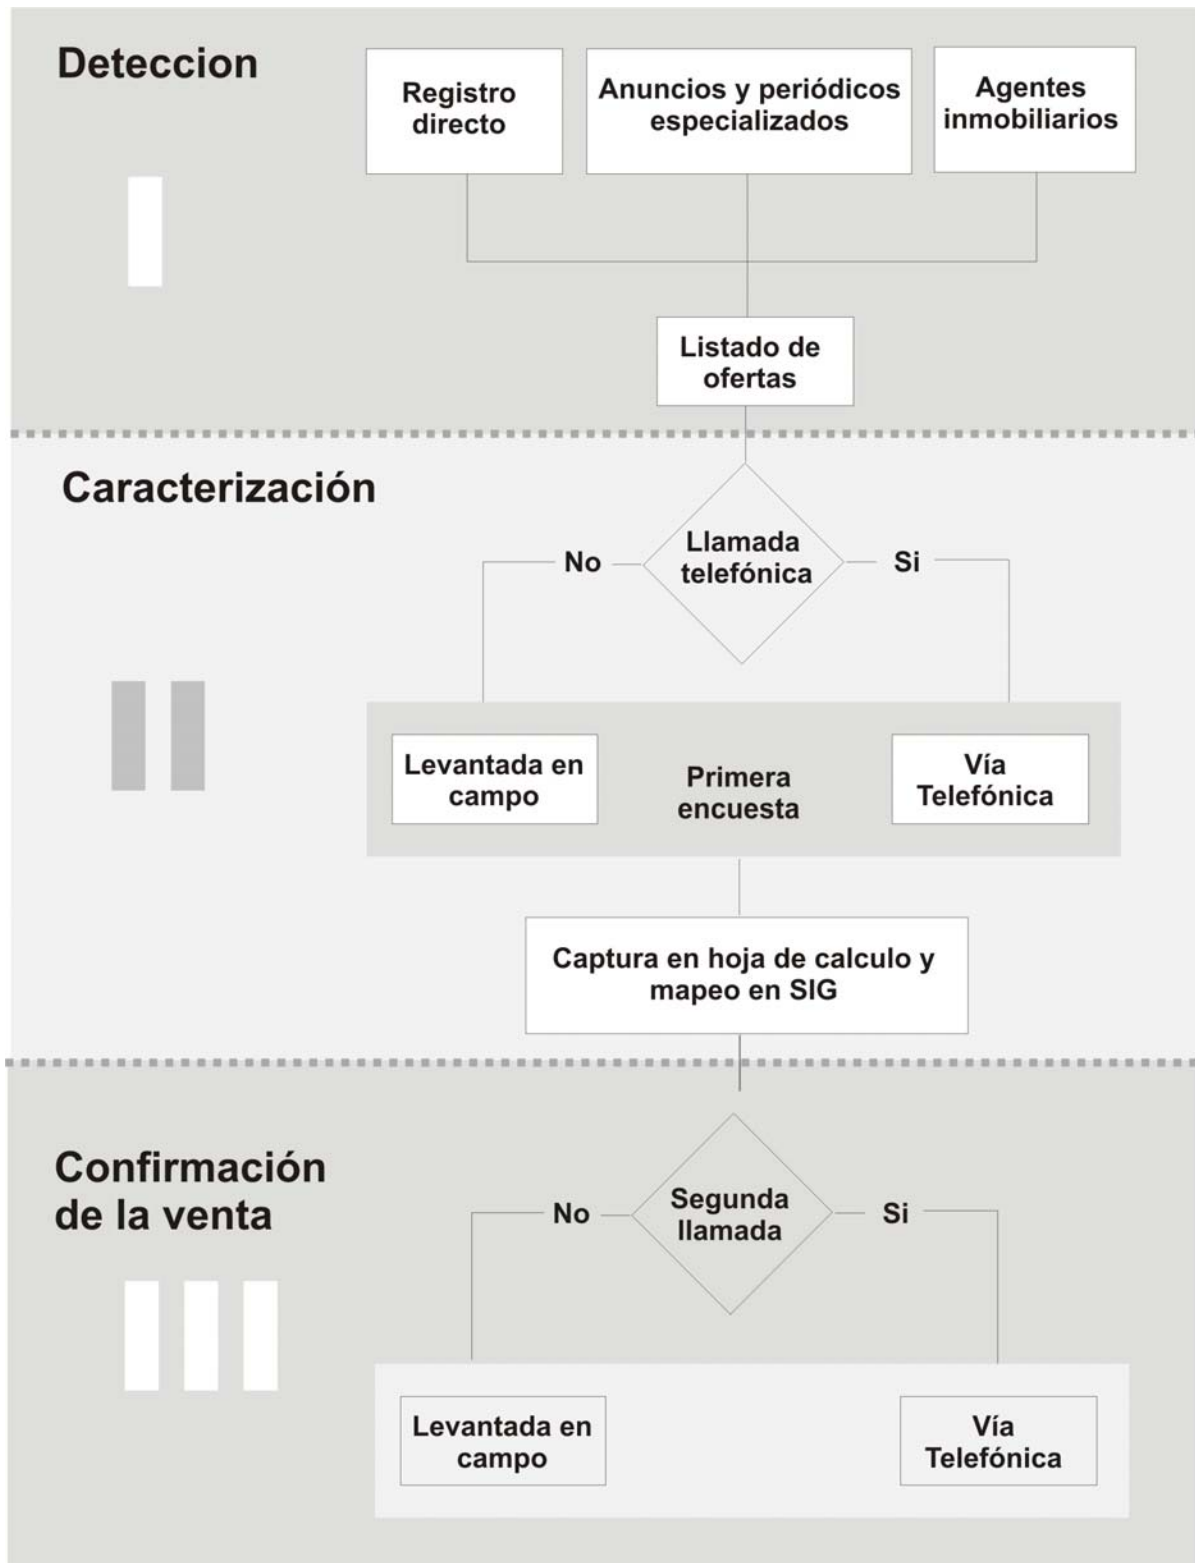 Deteccion
Registro
directo
Anuncios y periódicos
especializados
Agentes
inmobiliarios
Listado de
ofertas
Caracterización
Llamada
telefónica
No
Si
Levantada en
campo
Primera
encuesta
Vía
Telefónica
Captura en hoja de calculo y
mapeo en SIG
Confirmación
de la venta
Segunda
llamada
No
Si
Levantada en
campo
Vía
Telefónica